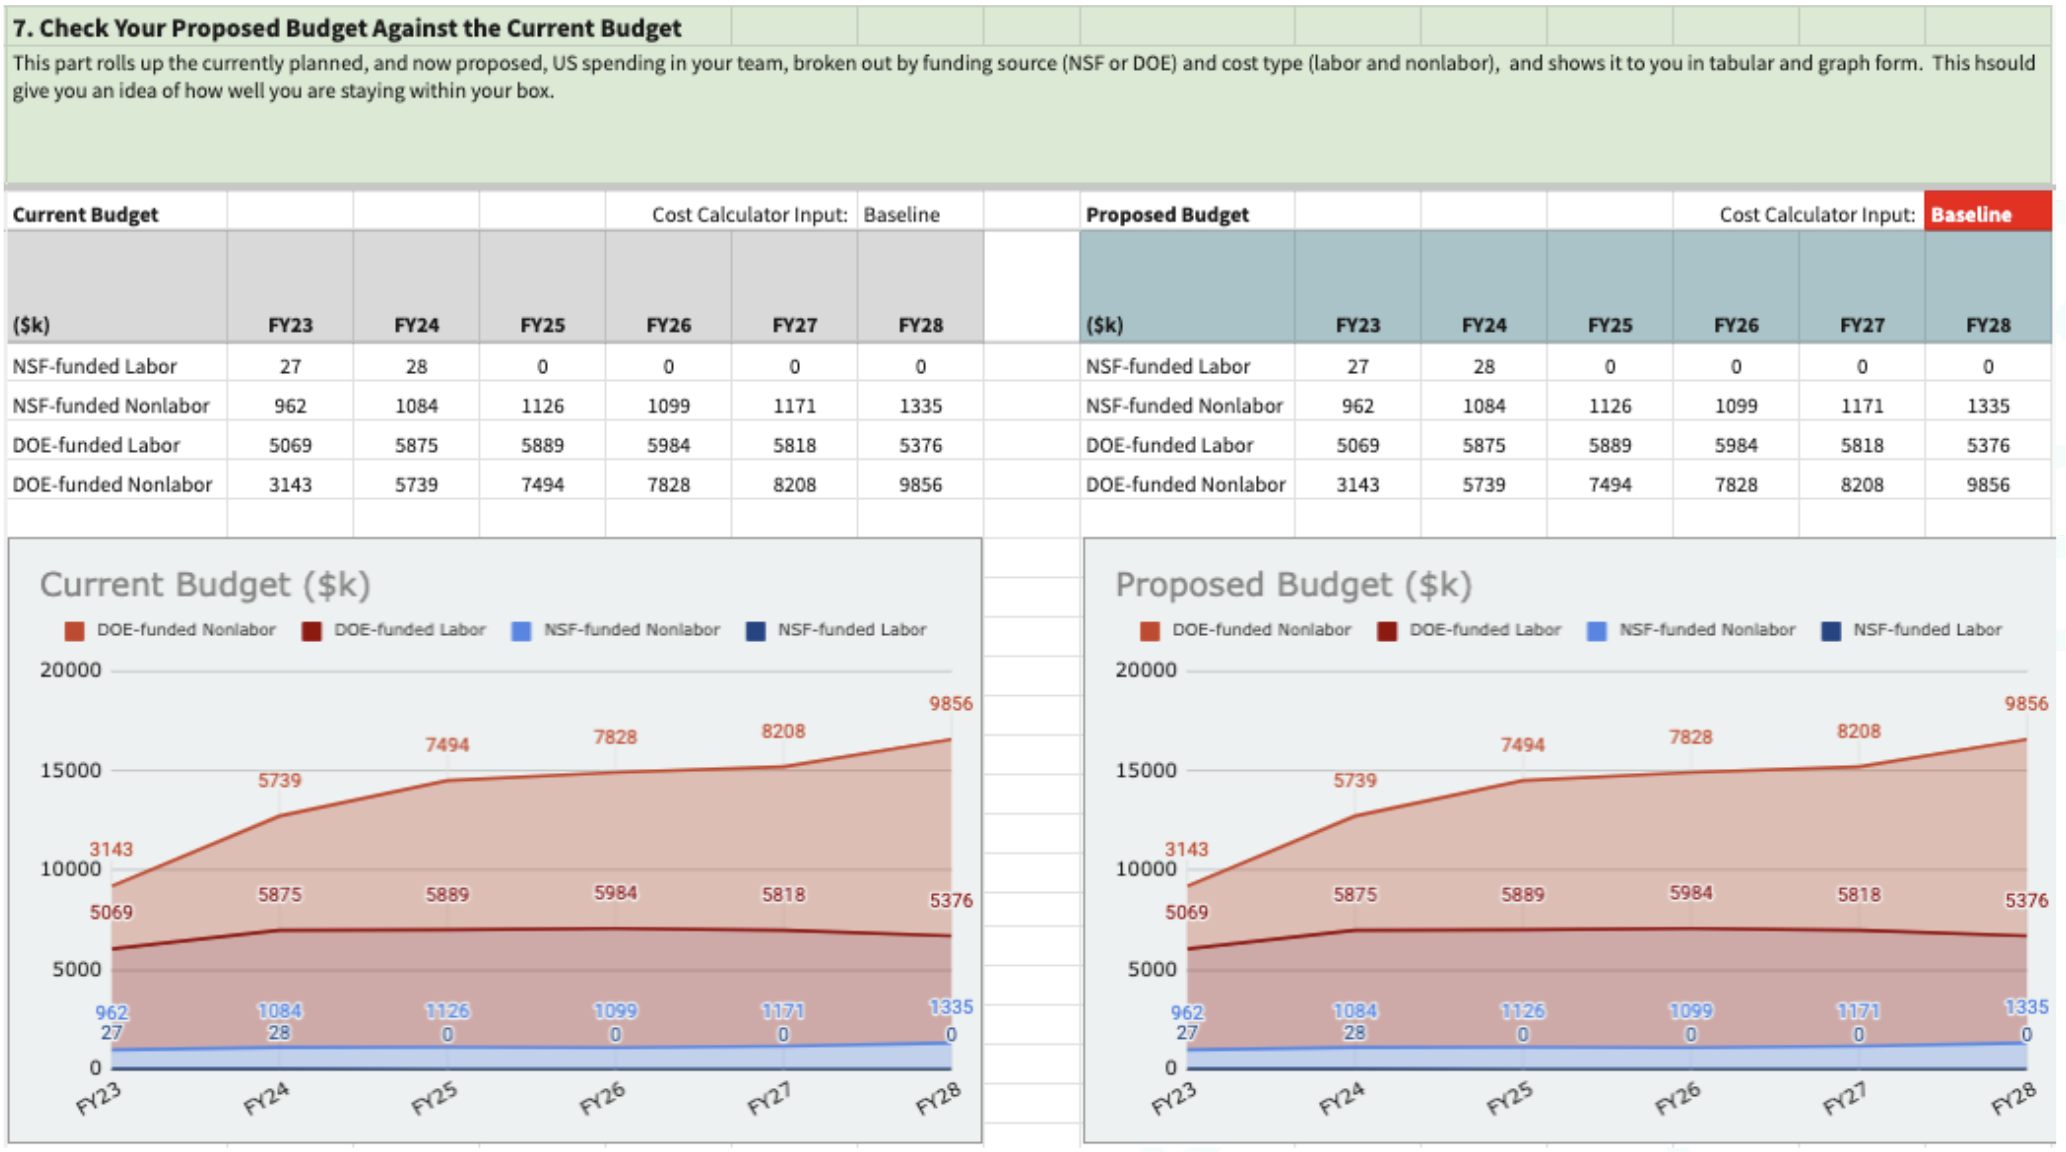 7. Check Your Proposed Budget Against the Current Budget
This part rolls up the currently planned, and now proposed, US spending in your team, broken out by funding source (NSF or DOE) and cost type (labor and nonlabor),  and shows it to you in tabular and graph form.  This hsould
give you an idea of how well you are staying within your box.
Current Budget Cost Calculator Input: Baseline
($k) FY23 FY24 FY25 FY26 FY27 FY28
NSF-funded Labor 27 28 0 0 0 0
NSF-funded Nonlabor 962 1084 1126 1099 1171 1335
DOE-funded Labor 5069 5875 5889 5984 5818 5376
DOE-funded Nonlabor 3143 5739 7494 7828 8208 9856
Proposed Budget Cost Calculator Input: Baseline
($k) FY23 FY24 FY25 FY26 FY27 FY28
NSF-funded Labor 27 28 0 0 0 0
NSF-funded Nonlabor 962 1084 1126 1099 1171 1335
DOE-funded Labor 5069 5875 5889 5984 5818 5376
DOE-funded Nonlabor 3143 5739 7494 7828 8208 9856
Current Budget ($k)
DOE-funded Nonlabor DOE-funded Labor NSF-funded Nonlabor NSF-funded Labor
20000
15000
10000
5000
0
3143 5739 7494 7828 8208 9856
5069 5875 5889 5984 5818 5376
962 1084 1126 1099 1171 1335
27 28 0 0 0 0
FY23 FY24 FY25 FY26 FY27 FY28
Proposed Budget ($k)
DOE-funded Nonlabor DOE-funded Labor NSF-funded Nonlabor NSF-funded Labor
20000
15000
10000
5000
0
3143 5739 7494 7828 8208 9856
5069 5875 5889 5984 5818 5376
962 1084 1126 1099 1171 1335
27 28 0 0 0 0
FY23 FY24 FY25 FY26 FY27 FY28